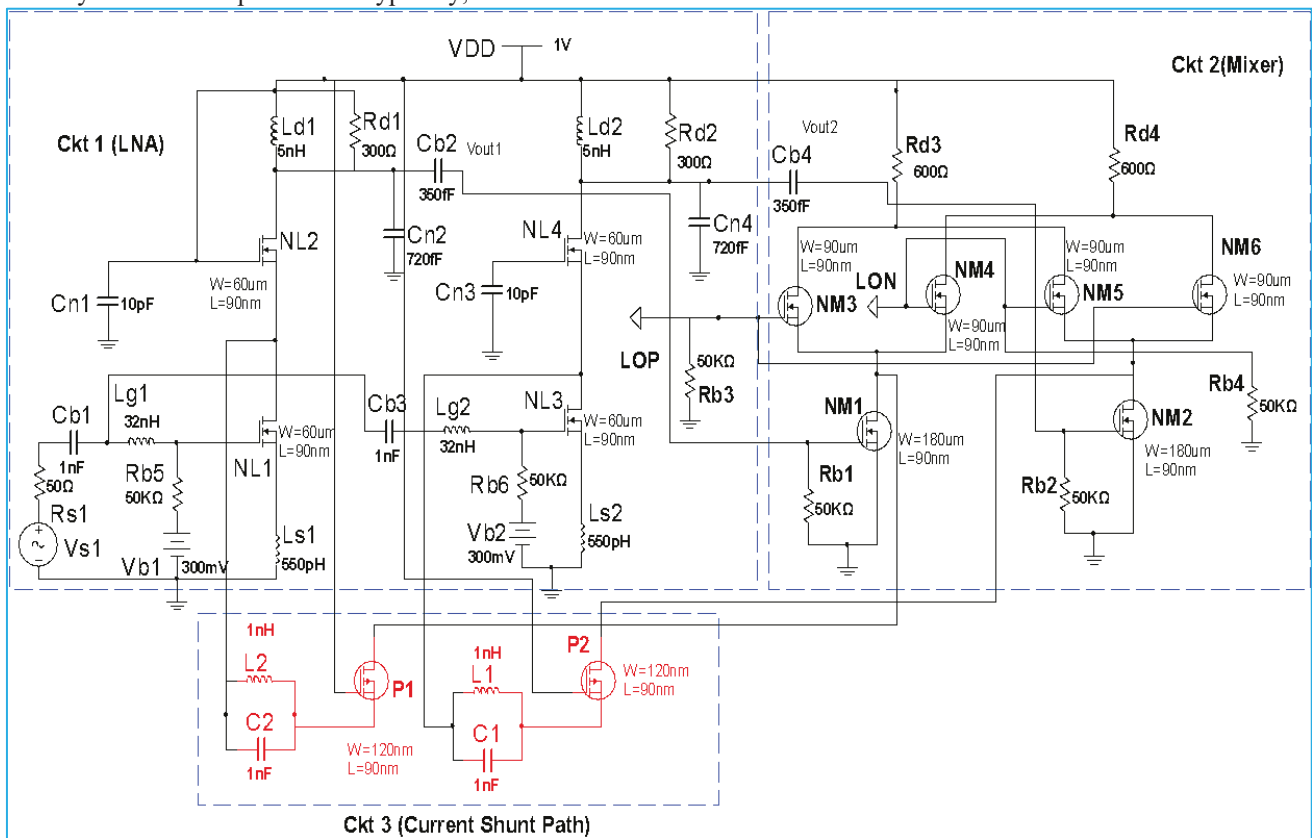 VDD
1V
Ckt 2(Mixer)
Ckt 1 (LNA)
Ld1
5nH
Rd1
300Ω
Cb2
350fF
Vout1
Ld2
5nH
Rd2
300Ω
Cb4
350fF
Vout2
Rd3
600Ω
Rd4
600Ω
NL2
W=60um
L=90nm
Cn1
10pF
Cn2
720fF
NL4
W=60um
L=90nm
Cn3
10pF
Cn4
720fF
LOP
50KΩ
Rb3
NM3
W=90um
L=90nm
LON
NM4
W=90um
L=90nm
W=90um
L=90nm
NM5
NM6
W=90um
L=90nm
Rb4
50KΩ
Lg1
32nH
Cb1
1nF
50Ω
Rs1
Vs1
Rb5
50KΩ
Vb1
300mV
NL1
W=60um
L=90nm
Ls1
550pH
Cb3
1nF
Lg2
32nH
NL3
W=60um
L=90nm
Rb6
50KΩ
Vb2
300mV
Ls2
550pH
NM1
W=180um
L=90nm
Rb1
50KΩ
NM2
W=180um
L=90nm
Rb2
50KΩ
1nH
L2
C2
1nF
P1
W=120nm
L=90nm
1nH
L1
C1
1nF
P2
W=120nm
L=90nm
Ckt 3 (Current Shunt Path)